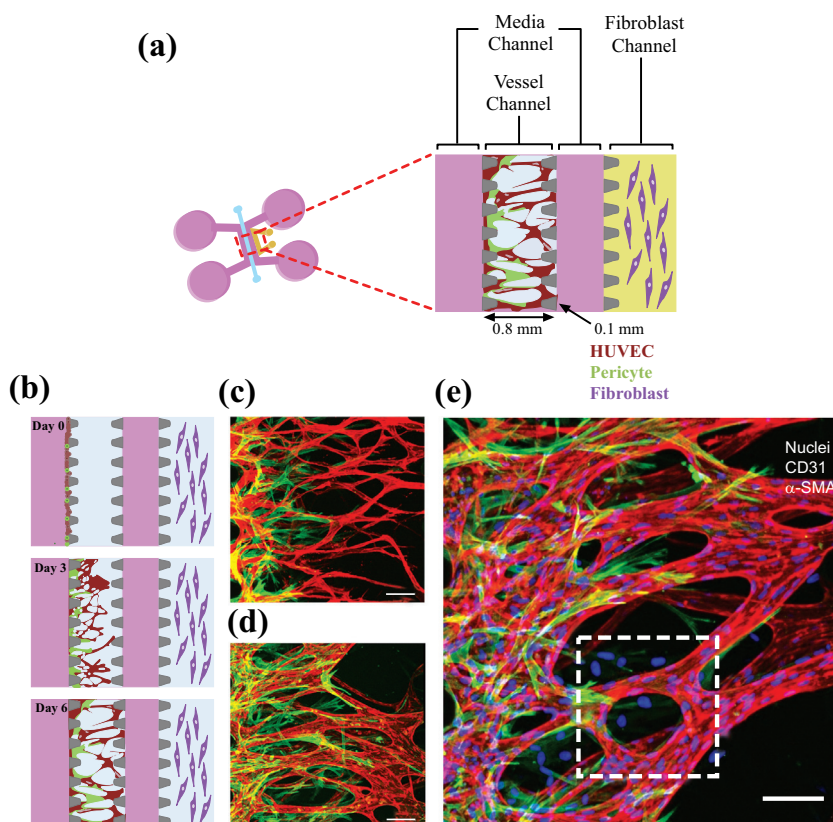 (a)
Media
Channel
Fibroblast
Channel
Vessel
Channel
0.8 mm
0.1 mm
HUVEC
Pericyte
Fibroblast
(b)
Day 0
Day 3
Day 6
(c)
(d)
(e)
Nuclei
CD31
α-SMA